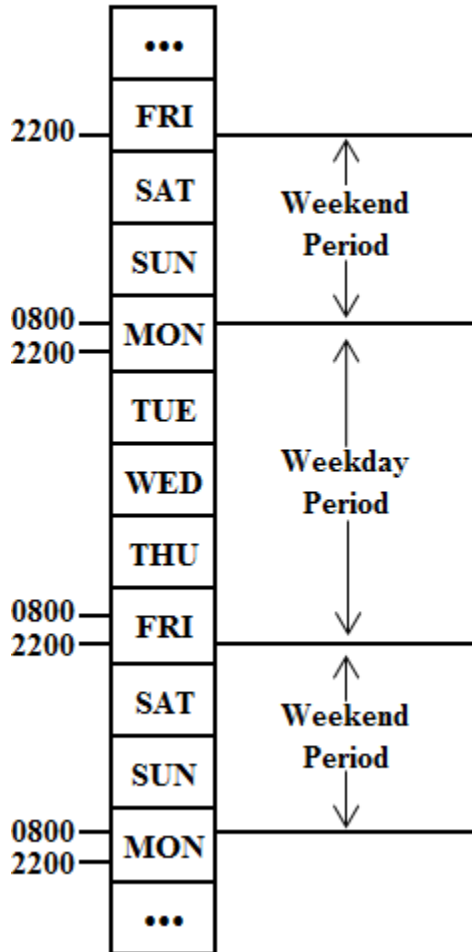 ...
FRI
2200
SAT
Weekend
Period
SUN
0800
MON
2200
TUE
WED
Weekday
Period
THU
0800
FRI
2200
SAT
Weekend
Period
SUN
0800
MON
2200
...